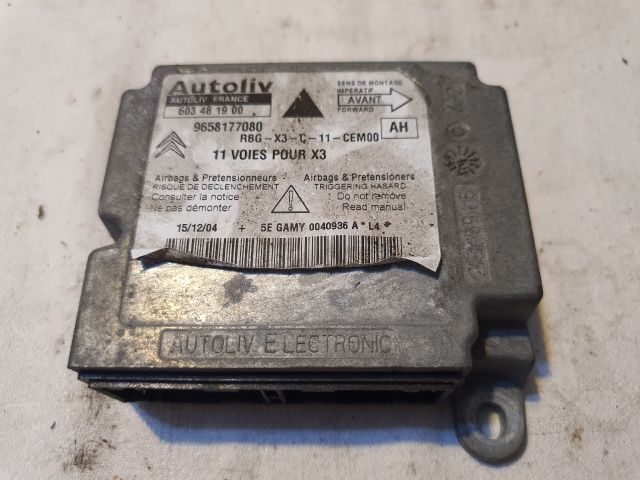 Autoliv
AUTOLIV FRANCE
603 48 19 00
SENS DE MONTAGE
IMPERATIF
AVANT
FORWARD
9658177080
RBG-X3-C-11-CEM00
AH
11 VOIES POUR X3
Airbags & Pretensionneurs
RISQUE DE DECLENCHEMENT
Consulter la notice
Ne pas démonter
Airbags & Pretensioners
TRIGGERING HASARD
Do not remove
Read manual
15/12/04 + 5E GAMY 0040936 A * L4 *
AUTOLIV ELECTRONIC